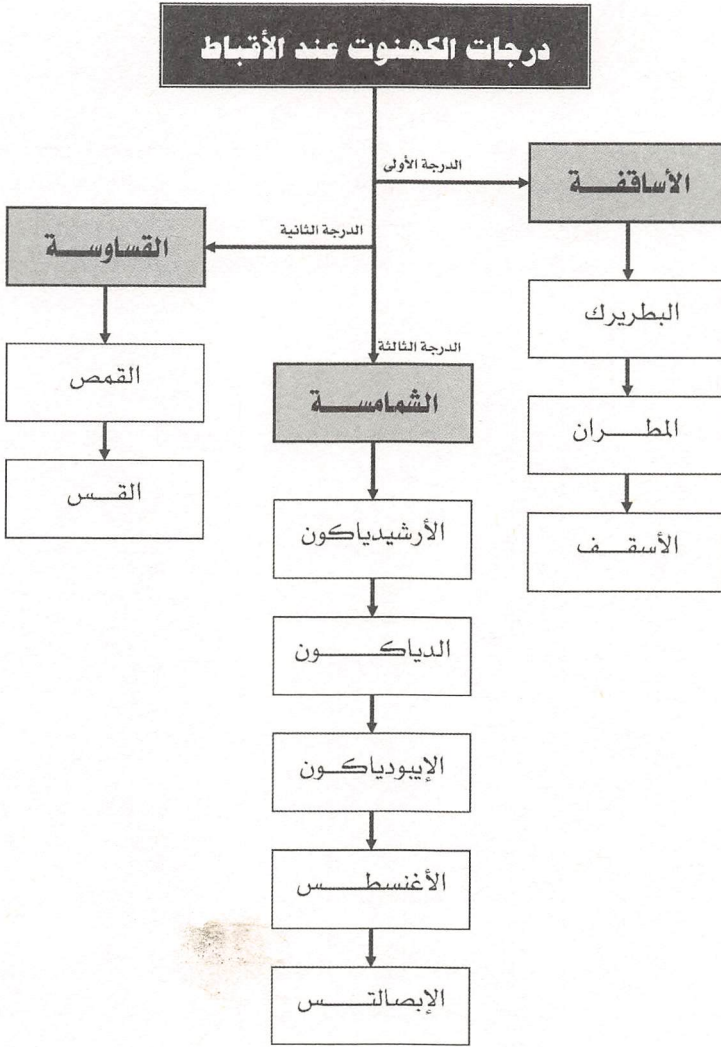 درجات الكهنوت عند الأقباط
الدرجة الأولى
الأساقفة
البطريرك
المطران
الأسقف
الدرجة الثانية
القساوسة
القمص
القس
الدرجة الثالثة
الشمامسة
الأرشيدياكون
الدياكون
الإيبودياكون
الأغنسطس
الإبصالتس